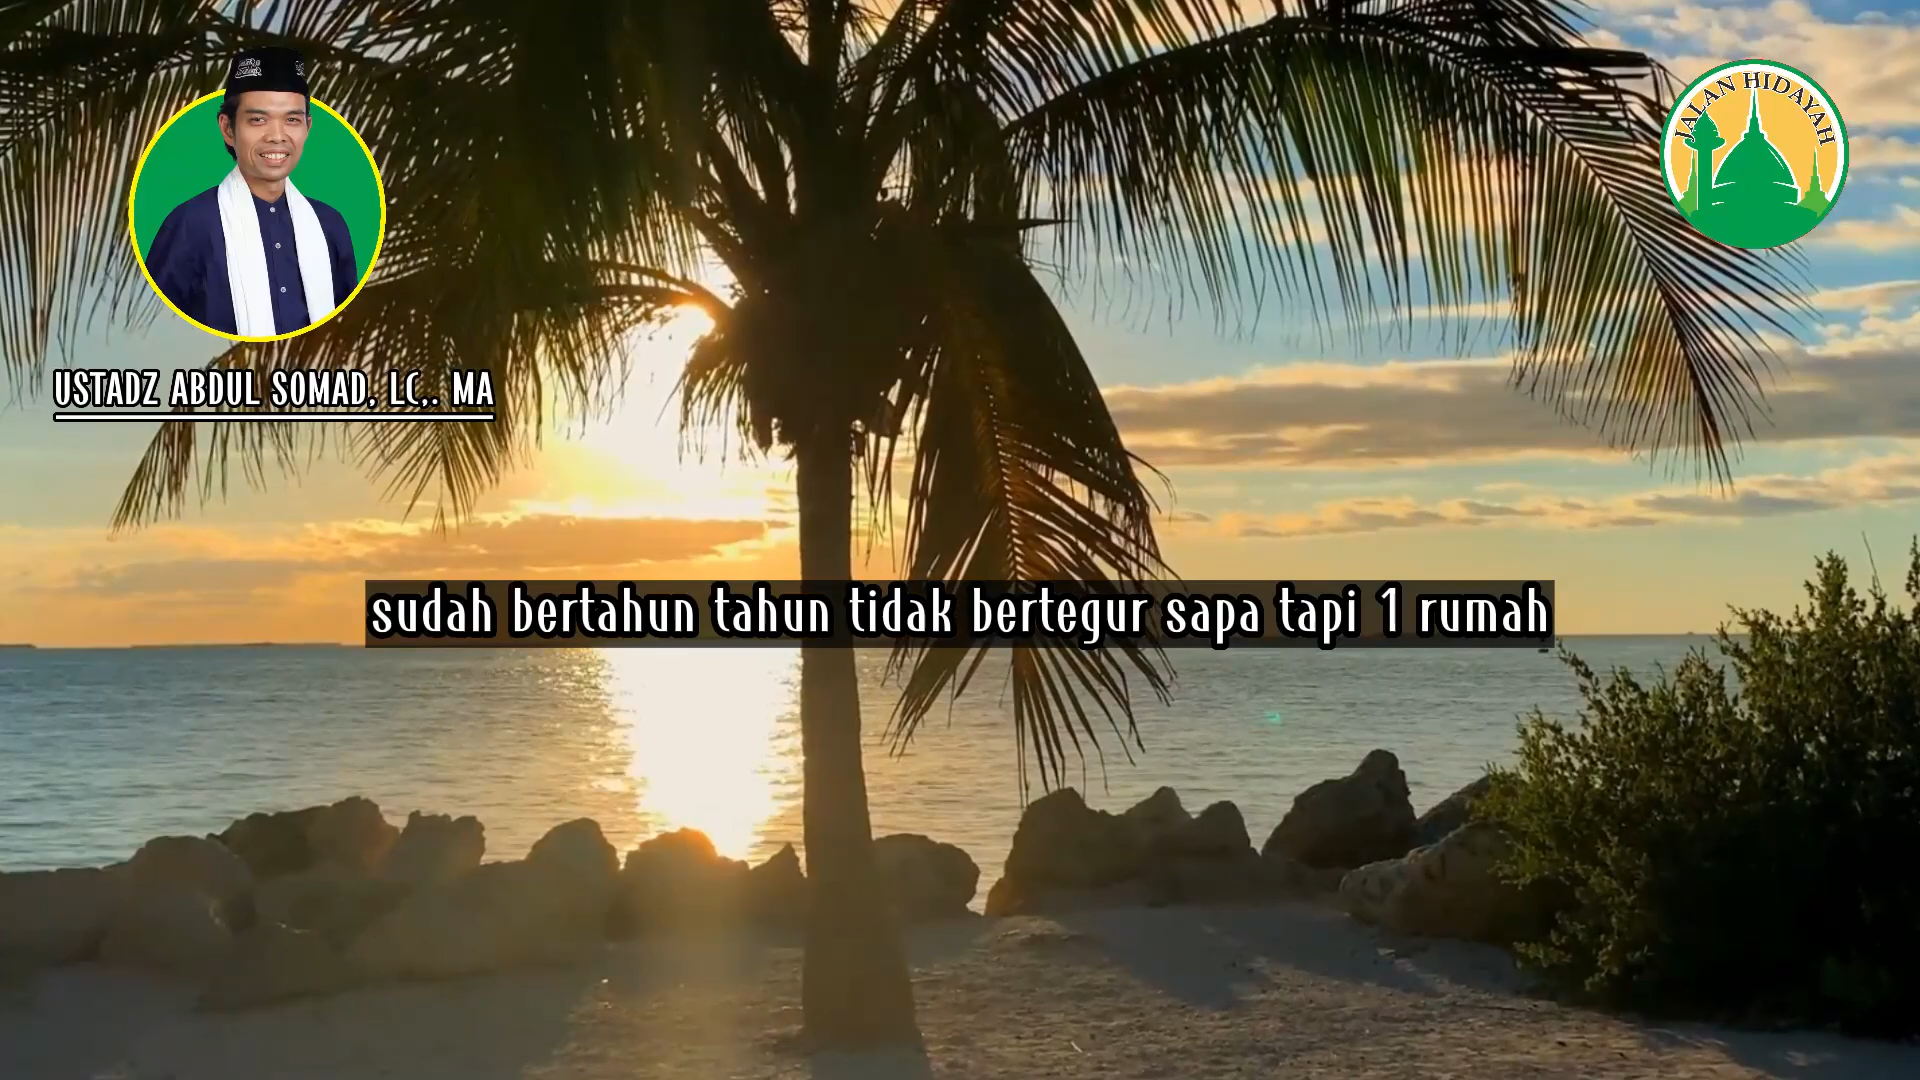 JALAN HIDAYAH
USTADZ ABDUL SOMAD, LC,. MA
sudah bertahun tahun tidak bertegur sapa tapi 1 rumah